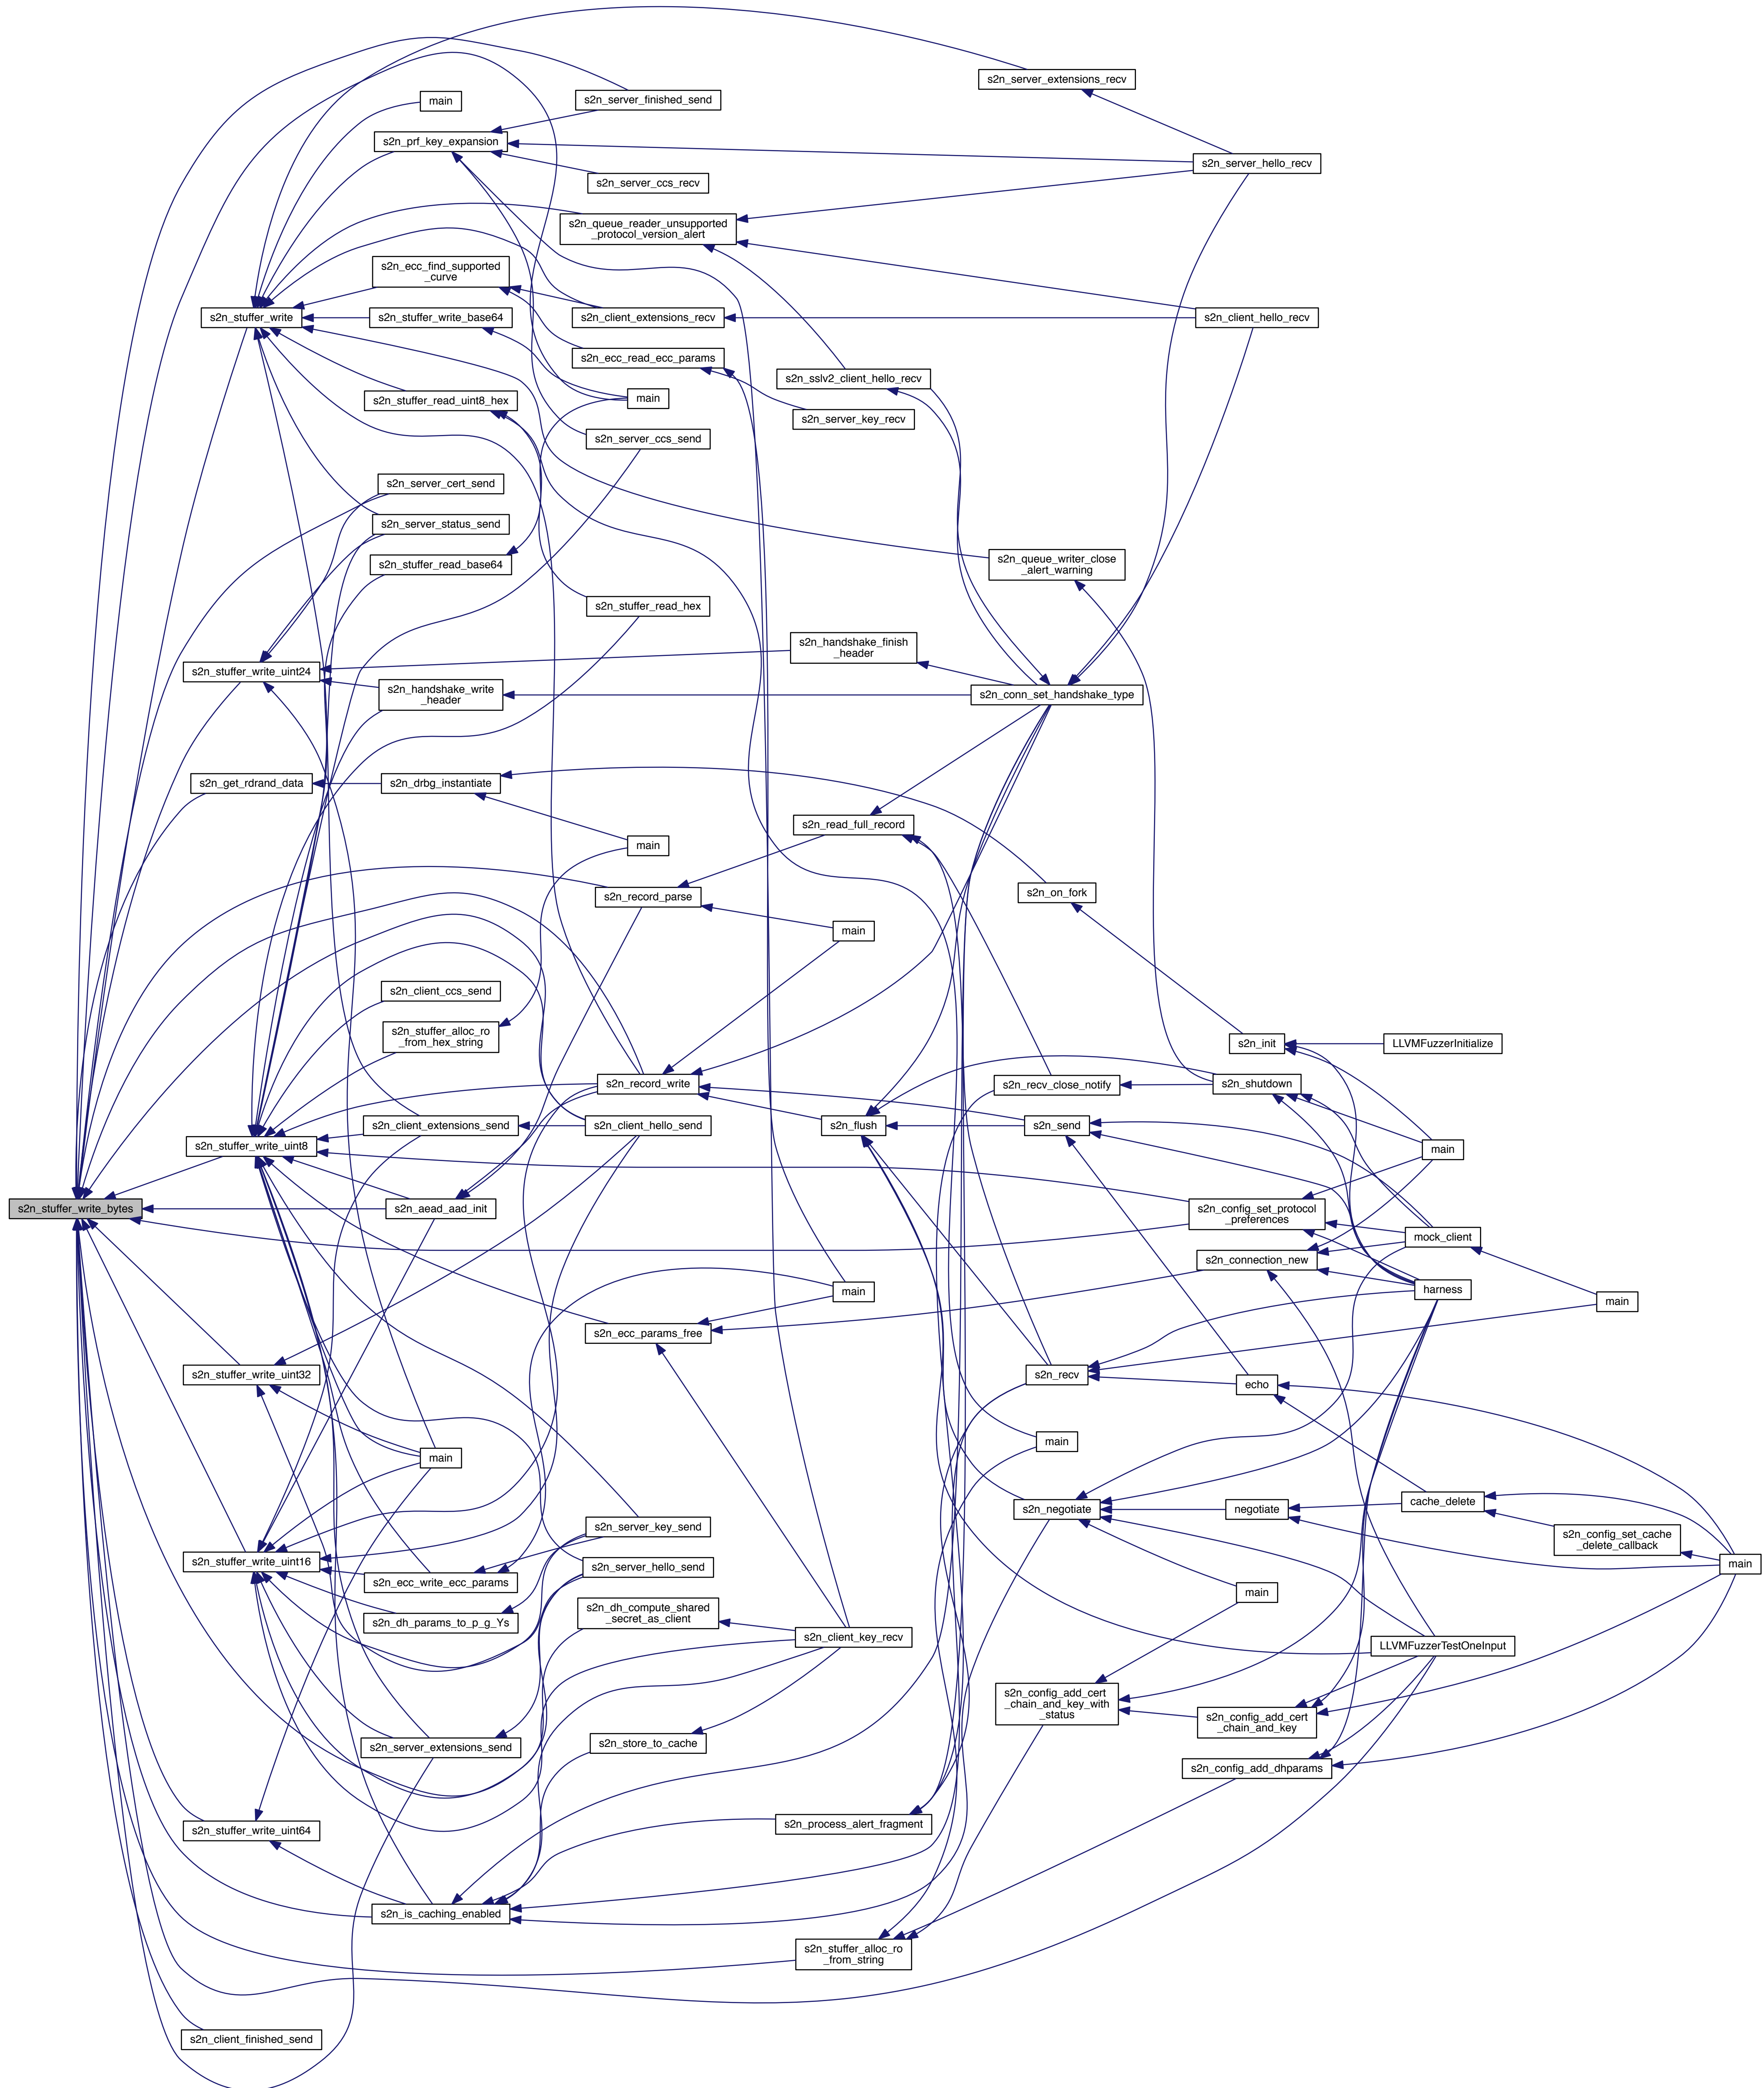 s2n_server_extensions_recv
main
s2n_server_finished_send
s2n_prf_key_expansion
s2n_server_hello_recv
s2n_server_ccs_recv
s2n_queue_reader_unsupported
_protocol_version_alert
s2n_ecc_find_supported
_curve
s2n_stuffer_write
s2n_stuffer_write_base64
s2n_client_extensions_recv
s2n_client_hello_recv
s2n_ecc_read_ecc_params
s2n_sslv2_client_hello_recv
s2n_stuffer_read_uint8_hex
main
s2n_server_key_recv
s2n_server_ccs_send
s2n_server_cert_send
s2n_server_status_send
s2n_stuffer_read_base64
s2n_queue_writer_close
_alert_warning
s2n_stuffer_read_hex
s2n_handshake_finish
_header
s2n_stuffer_write_uint24
s2n_handshake_write
_header
s2n_conn_set_handshake_type
s2n_get_rdrand_data
s2n_drbg_instantiate
s2n_read_full_record
main
s2n_on_fork
s2n_record_parse
main
s2n_client_ccs_send
s2n_stuffer_alloc_ro
_from_hex_string
s2n_init
LLVMFuzzerInitialize
s2n_record_write
s2n_recv_close_notify
s2n_shutdown
s2n_client_extensions_send
s2n_client_hello_send
s2n_flush
s2n_send
s2n_stuffer_write_uint8
main
s2n_stuffer_write_bytes
s2n_aead_aad_init
s2n_config_set_protocol
_preferences
mock_client
s2n_connection_new
main
harness
main
s2n_ecc_params_free
s2n_stuffer_write_uint32
s2n_recv
echo
main
main
s2n_negotiate
negotiate
cache_delete
s2n_server_key_send
s2n_config_set_cache
_delete_callback
s2n_stuffer_write_uint16
s2n_server_hello_send
main
s2n_ecc_write_ecc_params
main
s2n_dh_params_to_p_g_Ys
s2n_dh_compute_shared
_secret_as_client
s2n_client_key_recv
LLVMFuzzerTestOneInput
s2n_config_add_cert
_chain_and_key_with
_status
s2n_config_add_cert
_chain_and_key
s2n_server_extensions_send
s2n_store_to_cache
s2n_config_add_dhparams
s2n_stuffer_write_uint64
s2n_process_alert_fragment
s2n_is_caching_enabled
s2n_stuffer_alloc_ro
_from_string
s2n_client_finished_send